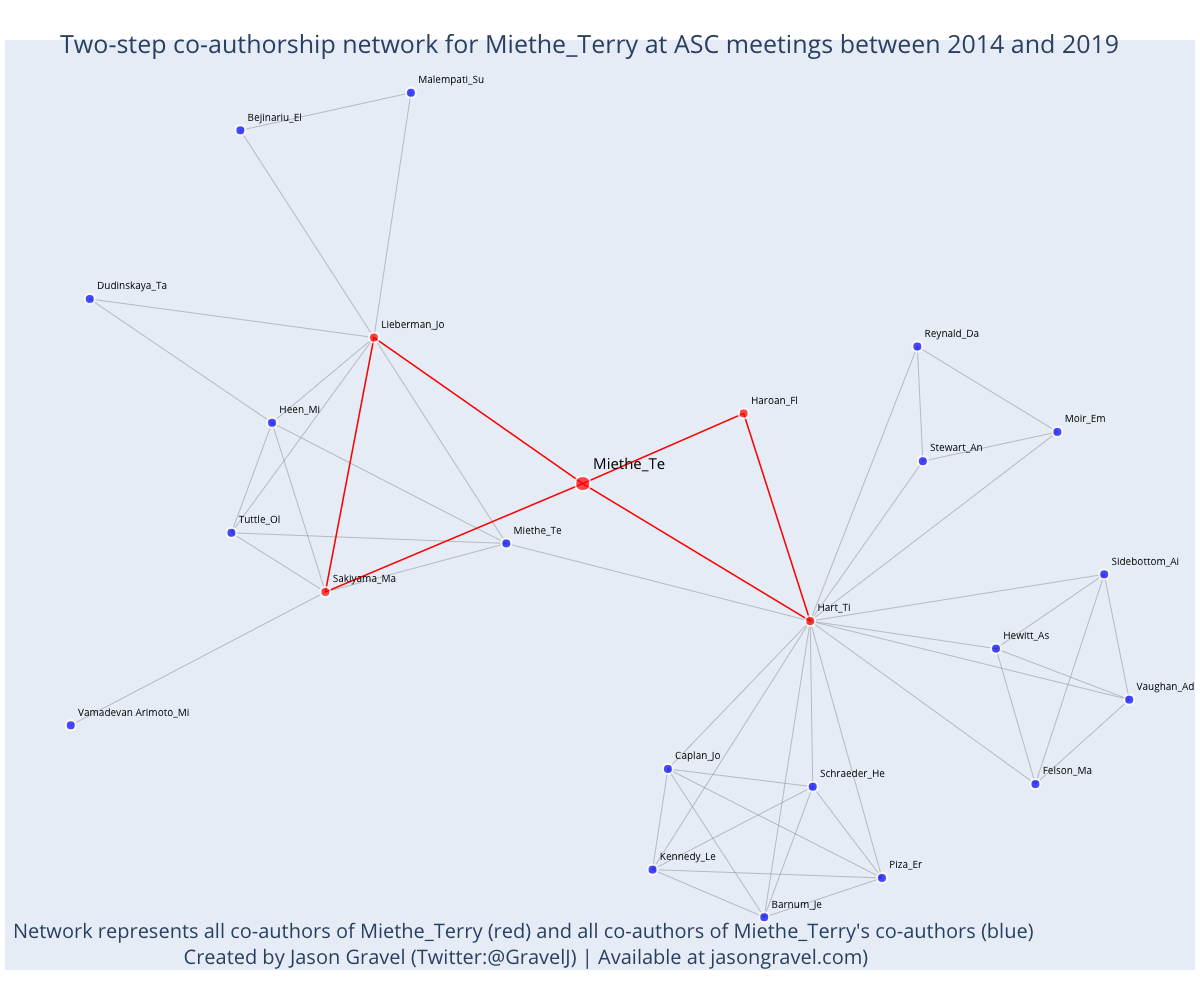 Two-step co-authorship network for Miethe_Terry at ASC meetings between 2014 and 2019
Malempati_Su
Bejinariu_El
Dudinskaya_Ta
Lieberman_Jo
Reynald_Da
Haroan_Fl
Heen_Mi
Moir_Em
Stewart_An
Miethe_Te
Tuttle_Ol
Miethe_Te
Sidebottom_Ai
Sakiyama_Ma
Hart_Ti
Hewitt_As
Vaughan_Ad
Vamadevan Arimoto_Mi
Caplan_Jo
Schraeder_He
Felson_Ma
Kennedy_Le
Piza_Er
Barnum_Je
Network represents all co-authors of Miethe_Terry (red) and all co-authors of Miethe_Terry's co-authors (blue)
Created by Jason Gravel (Twitter:@GravelJ) | Available at jasongravel.com)